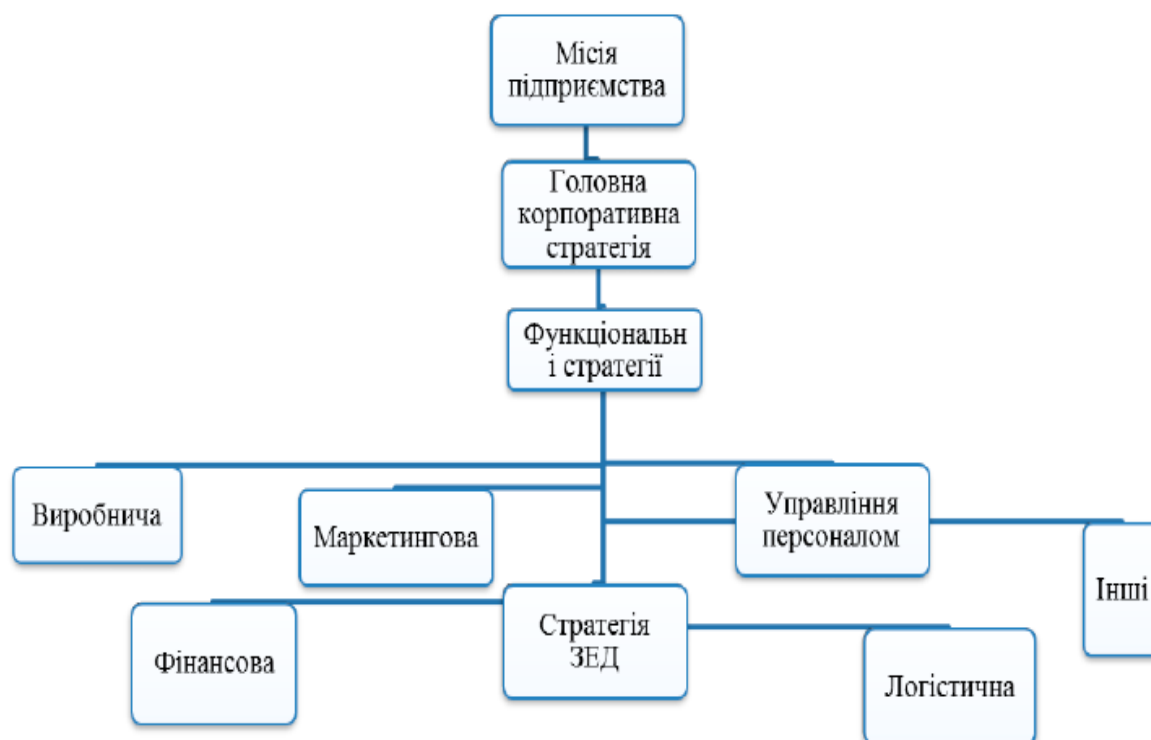 Місія
підприємства
Головна
корпоративна
стратегія
Функціональн
і стратегії
Виробнича
Маркетингова
Управління
персоналом
Інші
Фінансова
Стратегія
ЗЕД
Логістична